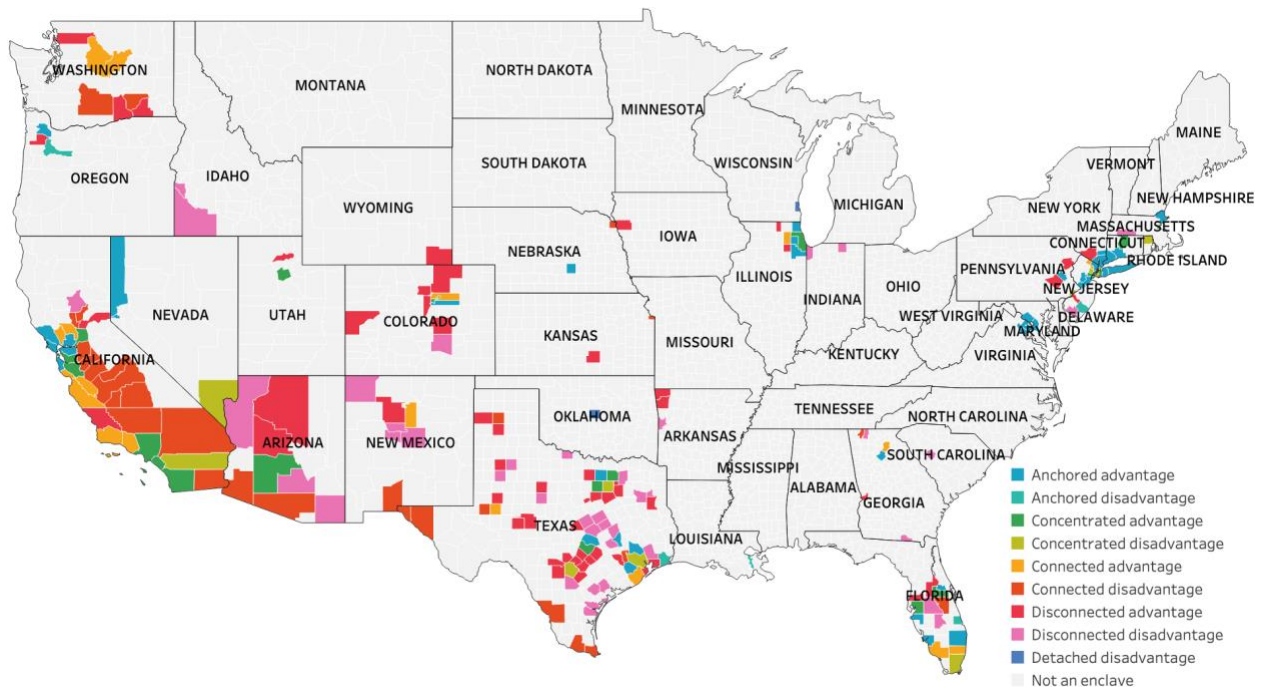 MAINE
WASHINGTON
NORTH DAKOTA
MONTANA
MINNESOTA
VERMONT
SOUTH DAKOTA
WISCONSIN
OREGON
IDAHO
NEW HAMPSHIRE
WYOMING
MICHIGAN
NEW YORK
MASSACHUSETTS
IOWA
CONNECTICUT
NEBRASKA
RHODE ISLAND
PENNSYLVANIA
ILLINOIS
OHIO
NEW JERSEY
INDIANA
NEVADA
UTAH
COLORADO
WEST VIRGINIA
DELAWARE
KANSAS
MISSOURI
MARYLAND
CALIFORNIA
KENTUCKY
VIRGINIA
TENNESSEE
NORTH CAROLINA
OKLAHOMA
ARIZONA
NEW MEXICO
ARKANSAS
SOUTH CAROLINA
MISSISSIPPI
ALABAMA
GEORGIA
TEXAS
LOUISIANA
FLORIDA
Anchored advantage
Anchored disadvantage
Concentrated advantage
Concentrated disadvantage
Connected advantage
Connected disadvantage
Disconnected advantage
Disconnected disadvantage
Detached disadvantage
Not an enclave